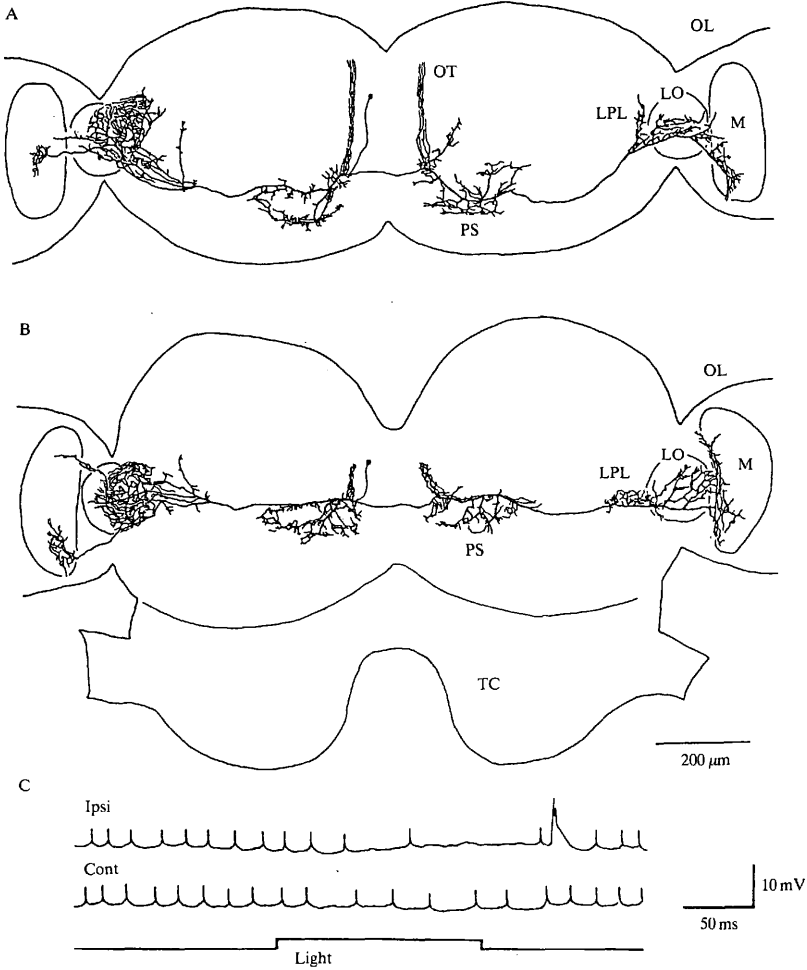 A
OL
OT
LO
LPL
M
PS
B
OL
LO
LPL
M
PS
TC
200 μm
C
Ipsi
Cont
10 mV
50 ms
Light